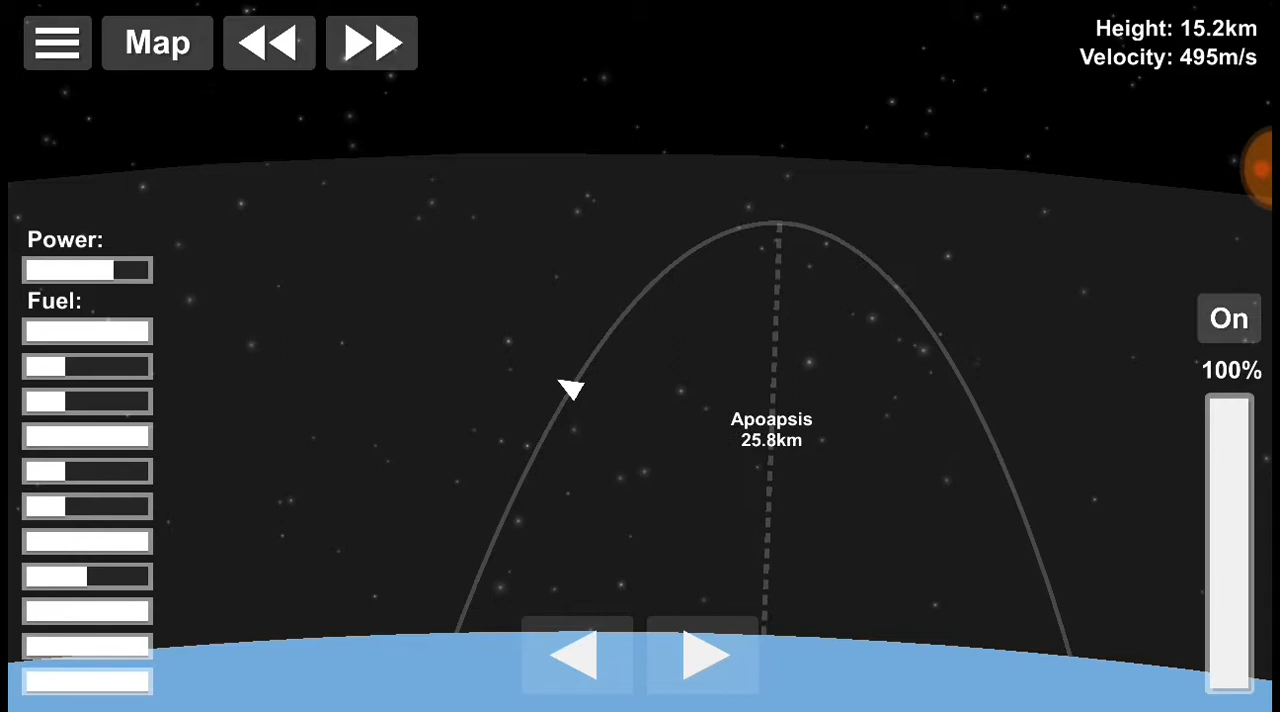 Map
Height: 15.2km
Velocity: 495m/s
Power:
Fuel:
On
100%
Apoapsis
25.8km